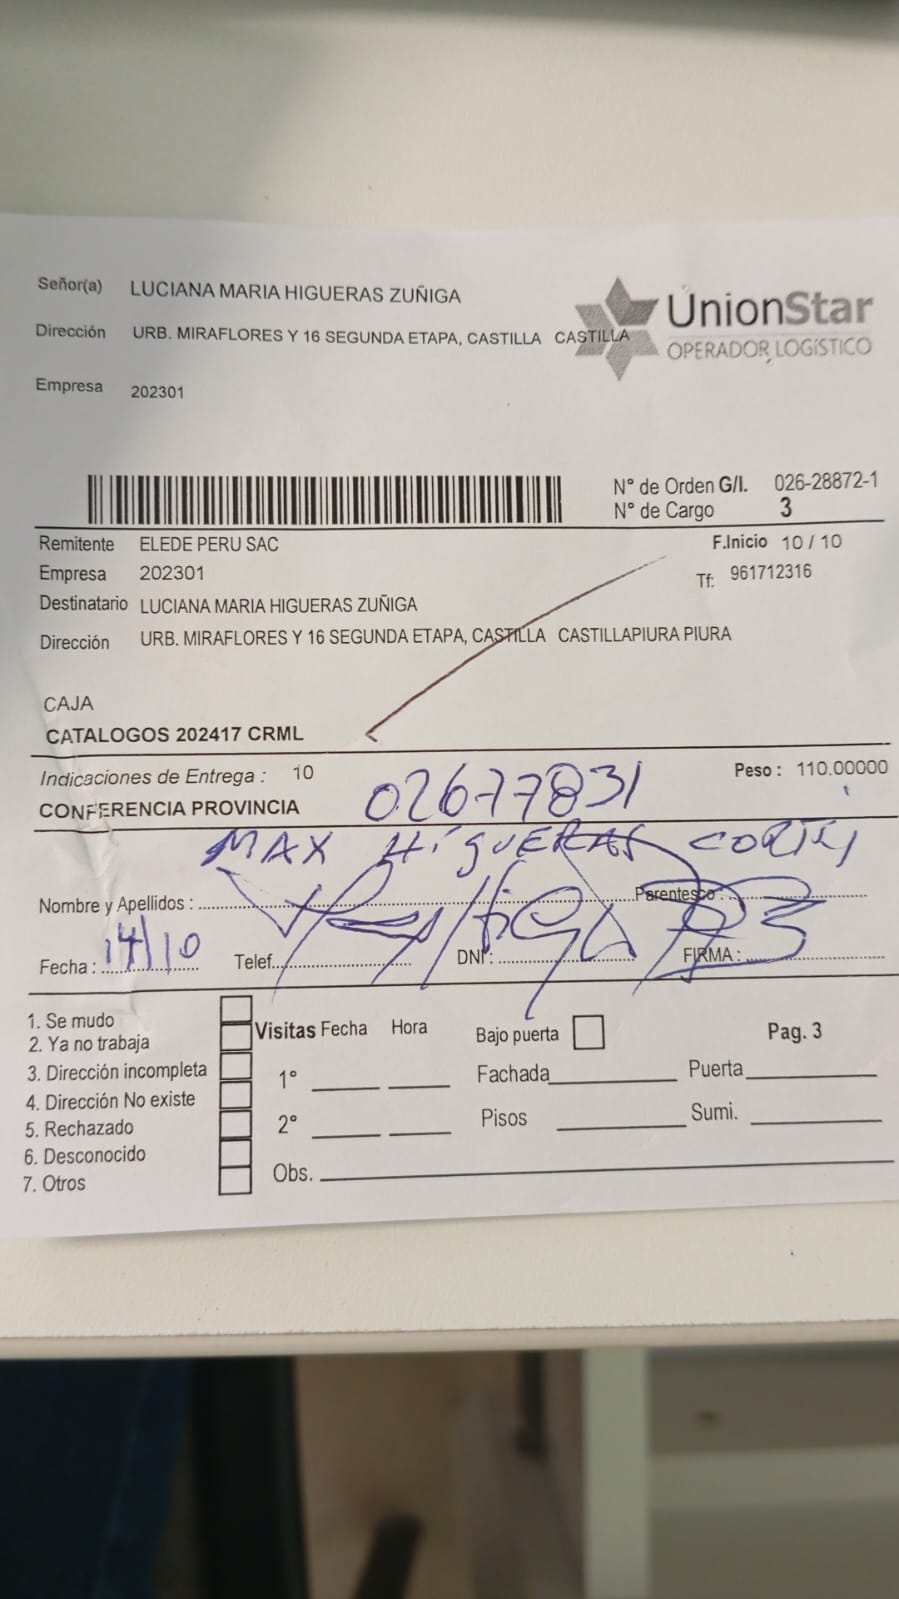 Señor(a) LUCIANA MARIA HIGUERAS ZUÑIGA
Dirección URB. MIRAFLORES Y 16 SEGUNDA ETAPA, CASTILLA CASTILLA
Empresa 202301
UnionStar
OPERADOR LOGÍSTICO
N° de Orden G/I. 026-28872-1
N° de Cargo 3
Remitente ELEDE PERU SAC
F.Inicio 10 / 10
Empresa 202301
Tf: 961712316
Destinatario LUCIANA MARIA HIGUERAS ZUÑIGA
Dirección URB. MIRAFLORES Y 16 SEGUNDA ETAPA, CASTILLA CASTILLAPIURA PIURA
CAJA
CATALOGOS 202417 CRML
Indicaciones de Entrega : 10
Peso : 110.00000
CONFERENCIA PROVINCIA
02677831
MAX HIGUERAS
Nombre y Apellidos : Parentesco :
Fecha : 14/10 Telef. DNI : FIRMA :
1. Se mudo
2. Ya no trabaja
3. Dirección incompleta
4. Dirección No existe
5. Rechazado
6. Desconocido
7. Otros
Visitas Fecha Hora
1°
2°
Obs.
Bajo puerta Pag. 3
Fachada Puerta
Pisos Sumi.